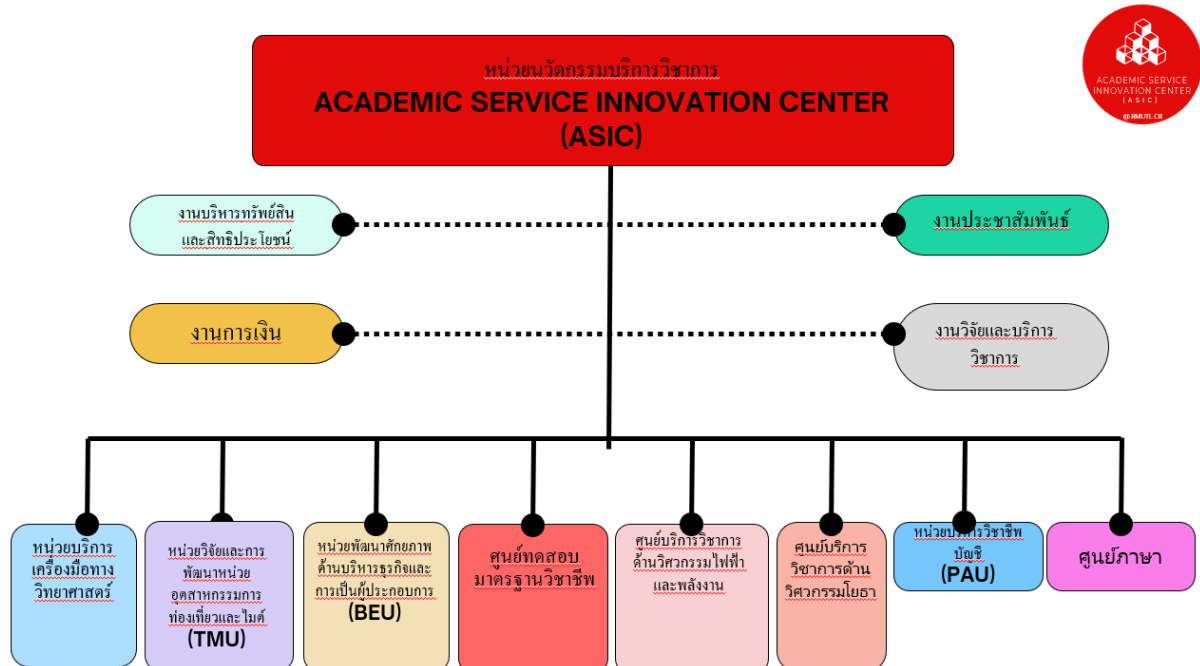 หน่วยนวัตกรรมบริการวิชาการ
ACADEMIC SERVICE INNOVATION CENTER
(ASIC)
ACADEMIC SERVICE
INNOVATION CENTER
(ASIC)
@RMUTL CR
งานบริหารทรัพย์สิน
และสิทธิประโยชน์
งานประชาสัมพันธ์
งานการเงิน
งานวิจัยและบริการ
วิชาการ
หน่วยบริการ
เครื่องมือทาง
วิทยาศาสตร์
หน่วยวิจัยและการ
พัฒนาหน่วย
อุตสาหกรรมการ
ท่องเที่ยวและไมต์
(TMU)
หน่วยพัฒนาศักยภาพ
ด้านบริหารธุรกิจและ
การเป็นผู้ประกอบการ
(BEU)
ศูนย์ทดสอบ
มาตรฐานวิชาชีพ
ศูนย์บริการวิชาการ
ด้านวิศวกรรมไฟฟ้า
และพลังงาน
ศูนย์บริการ
วิชาการด้าน
วิศวกรรมโยธา
หน่วยบริการวิชาชีพ
บัญชี
(PAU)
ศูนย์ภาษา